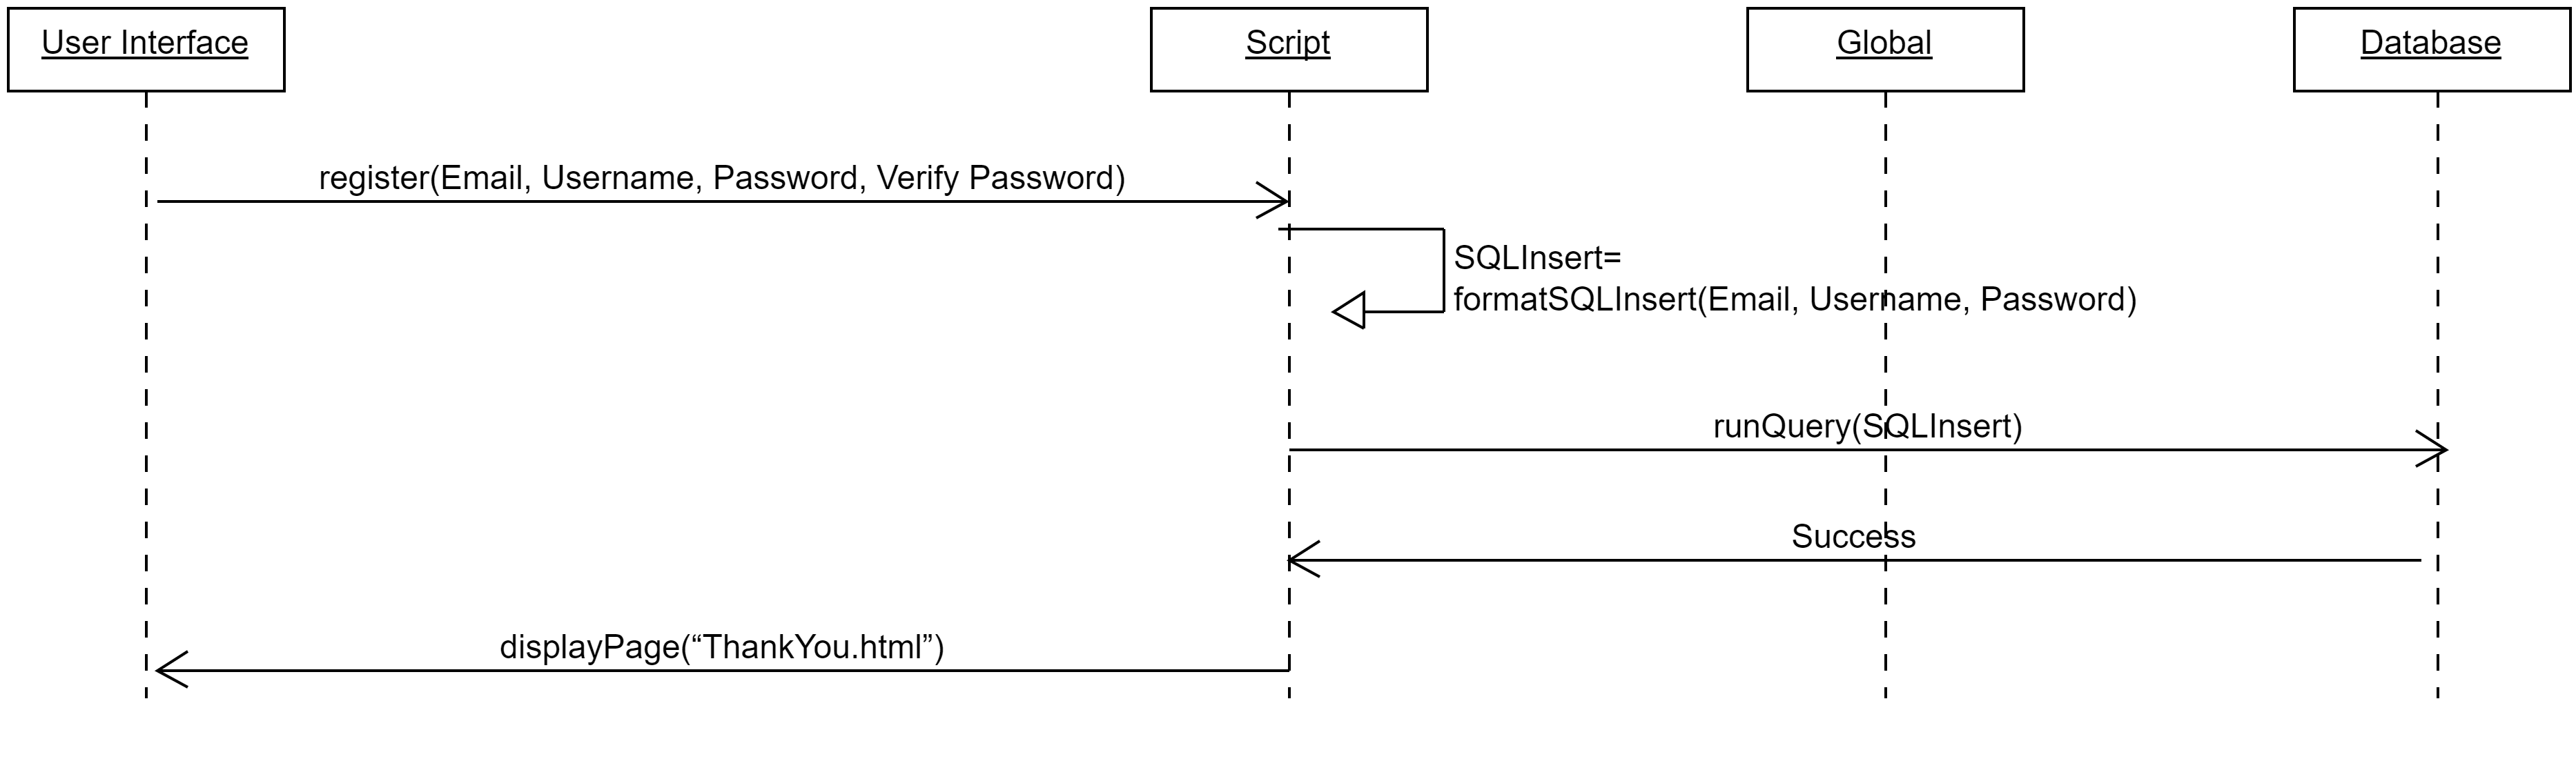 User Interface
Script
Global
Database
register(Email, Username, Password, Verify Password)
SQLInsert=
formatSQLInsert(Email, Username, Password)
runQuery(SQLInsert)
Success
displayPage(“ThankYou.html”)